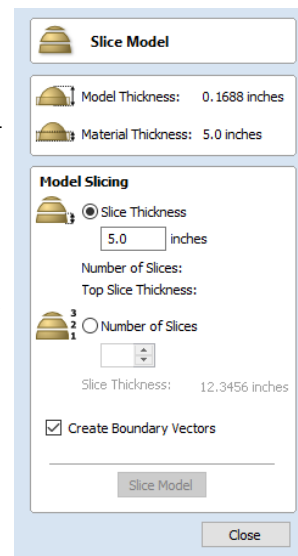 Slice Model
Model Thickness: 0.1688 inches
Material Thickness: 5.0 inches
Model Slicing
Slice Thickness
5.0 inches
Number of Slices:
Top Slice Thickness:
3
2
1
Number of Slices
Slice Thickness: 12.3456 inches
Create Boundary Vectors
Slice Model
Close